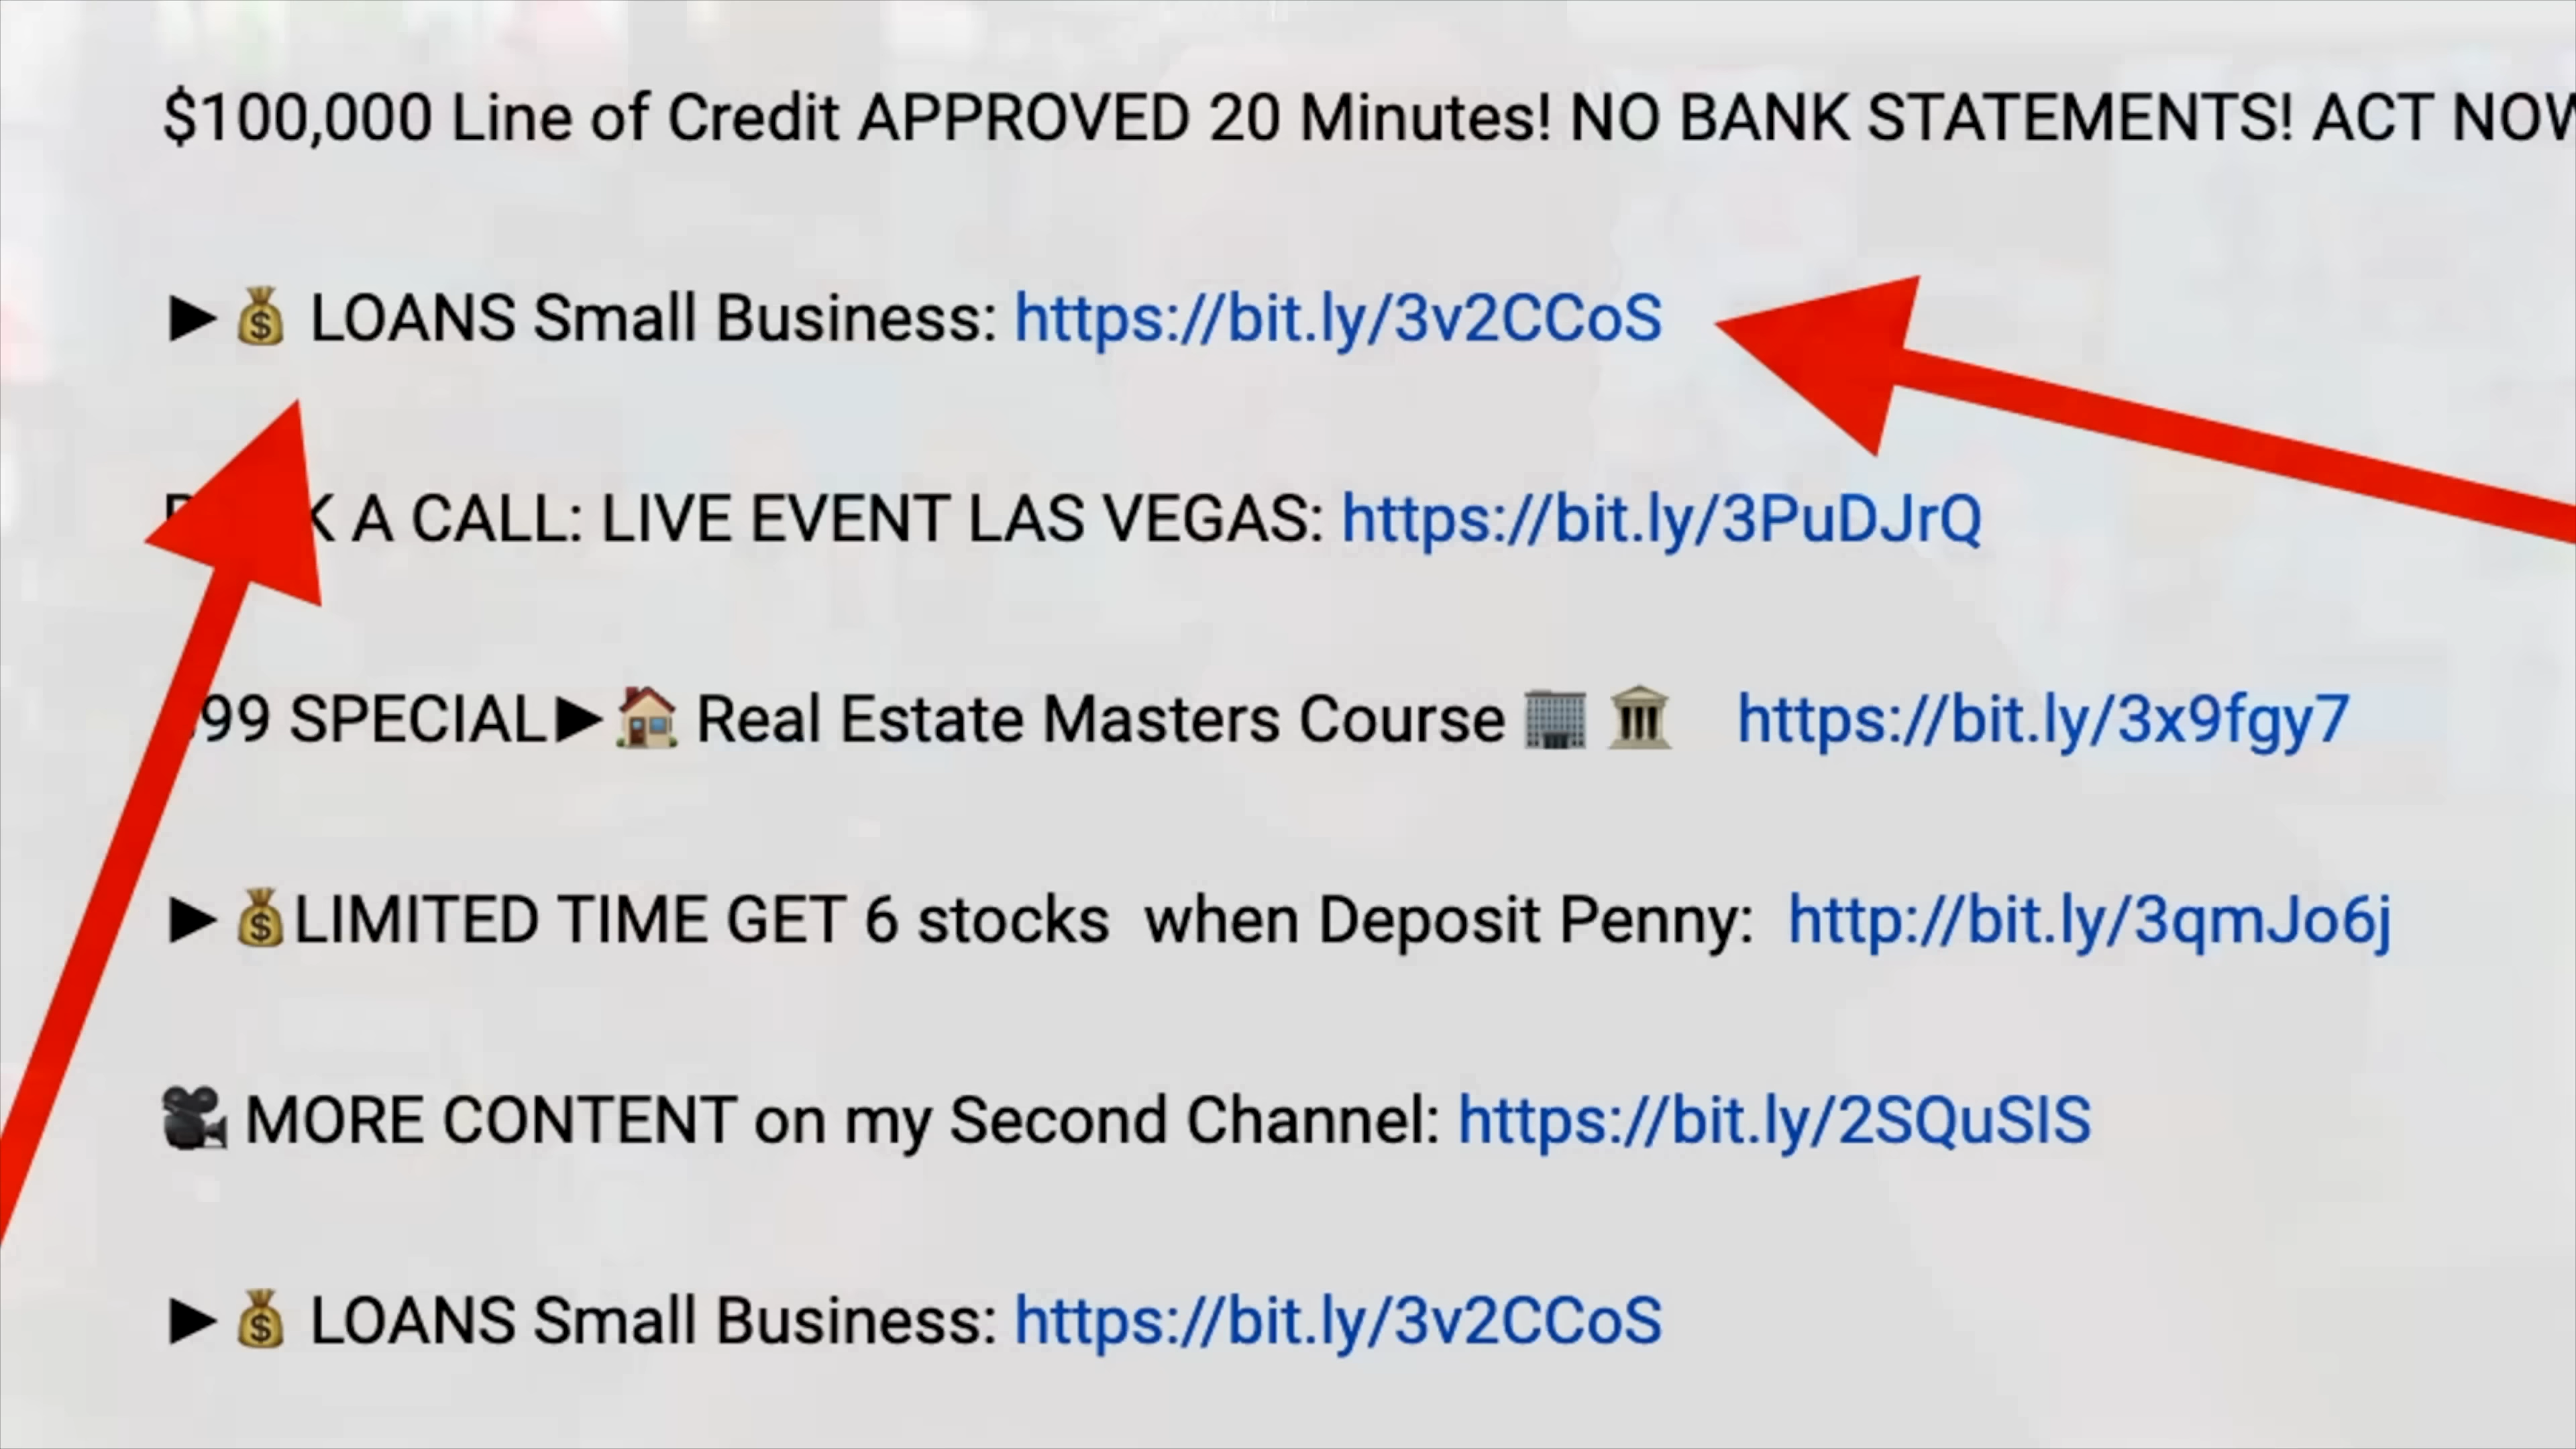 $100,000 Line of Credit APPROVED 20 Minutes! NO BANK STATEMENTS! ACT NOW
▶💰 LOANS Small Business: https://bit.ly/3v2CCoS
A CALL: LIVE EVENT LAS VEGAS: https://bit.ly/3PuDJrQ
99 SPECIAL▶🏠 Real Estate Masters Course 🏢 🏛 https://bit.ly/3x9fgy7
▶💰LIMITED TIME GET 6 stocks when Deposit Penny: http://bit.ly/3qmJo6j
🎥 MORE CONTENT on my Second Channel: https://bit.ly/2SQuSIS
▶💰 LOANS Small Business: https://bit.ly/3v2CCoS